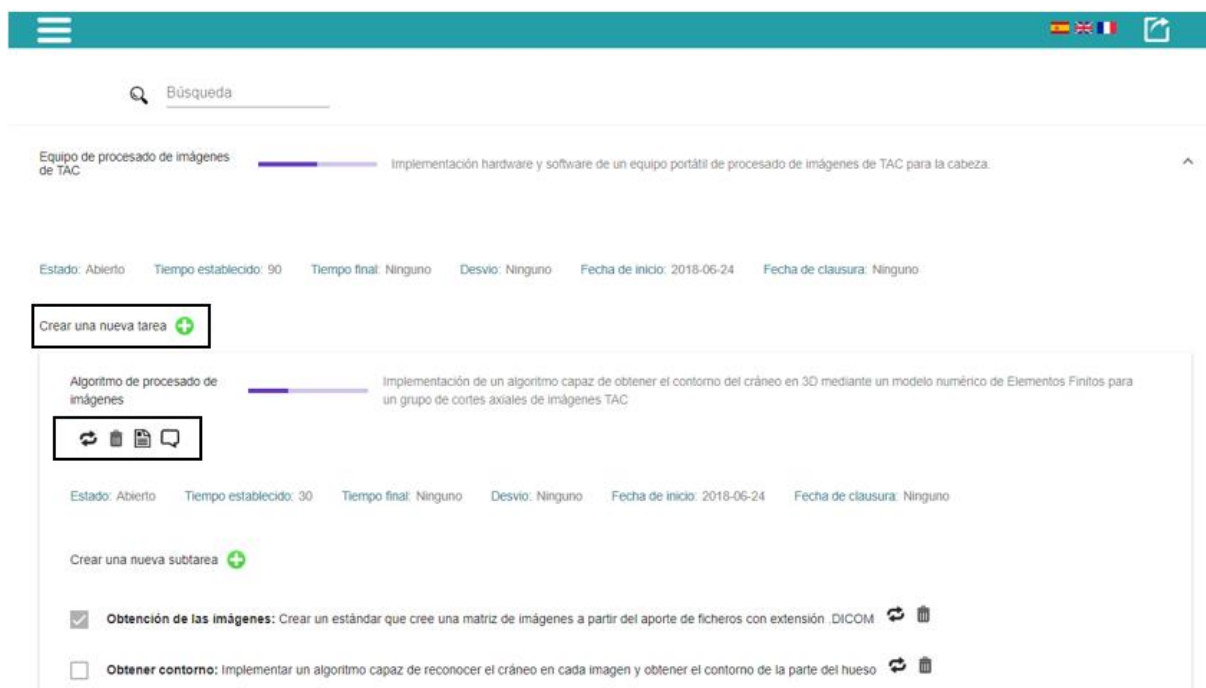 Búsqueda
Equipo de procesado de imágenes
de TAC
Implementación hardware y software de un equipo portátil de procesado de imágenes de TAC para la cabeza.
Estado: Abierto Tiempo establecido: 90 Tiempo final: Ninguno Desvio: Ninguno Fecha de inicio: 2018-06-24 Fecha de clausura: Ninguno
Crear una nueva tarea
Algoritmo de procesado de
imágenes
Implementación de un algoritmo capaz de obtener el contorno del cráneo en 3D mediante un modelo numérico de Elementos Finitos para
un grupo de cortes axiales de imágenes TAC
Estado: Abierto Tiempo establecido: 30 Tiempo final: Ninguno Desvio: Ninguno Fecha de inicio: 2018-06-24 Fecha de clausura: Ninguno
Crear una nueva subtarea
Obtención de las imágenes: Crear un estándar que cree una matriz de imágenes a partir del aporte de ficheros con extensión .DICOM
Obtener contorno: Implementar un algoritmo capaz de reconocer el cráneo en cada imagen y obtener el contorno de la parte del hueso